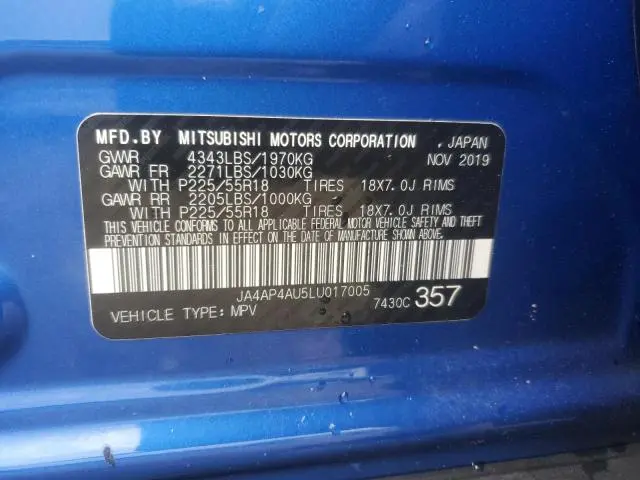 MFD.BY MITSUBISHI MOTORS CORPORATION . JAPAN
GVWR 4343LBS/1970KG NOV 2019
GAWR FR 2271LBS/1030KG
WITH P225/55R18 TIRES 18X7.0J RIMS
GAWR RR 2205LBS/1000KG
WITH P225/55R18 TIRES 18X7.0J RIMS
THIS VEHICLE CONFORMS TO ALL APPLICABLE FEDERAL MOTOR VEHICLE SAFETY AND THEFT
PREVENTION STANDARDS IN EFFECT ON THE DATE OF MANUFACTURE SHOWN ABOVE.
JA4AP4AU5LU017005
VEHICLE TYPE:MPV 7430C 357